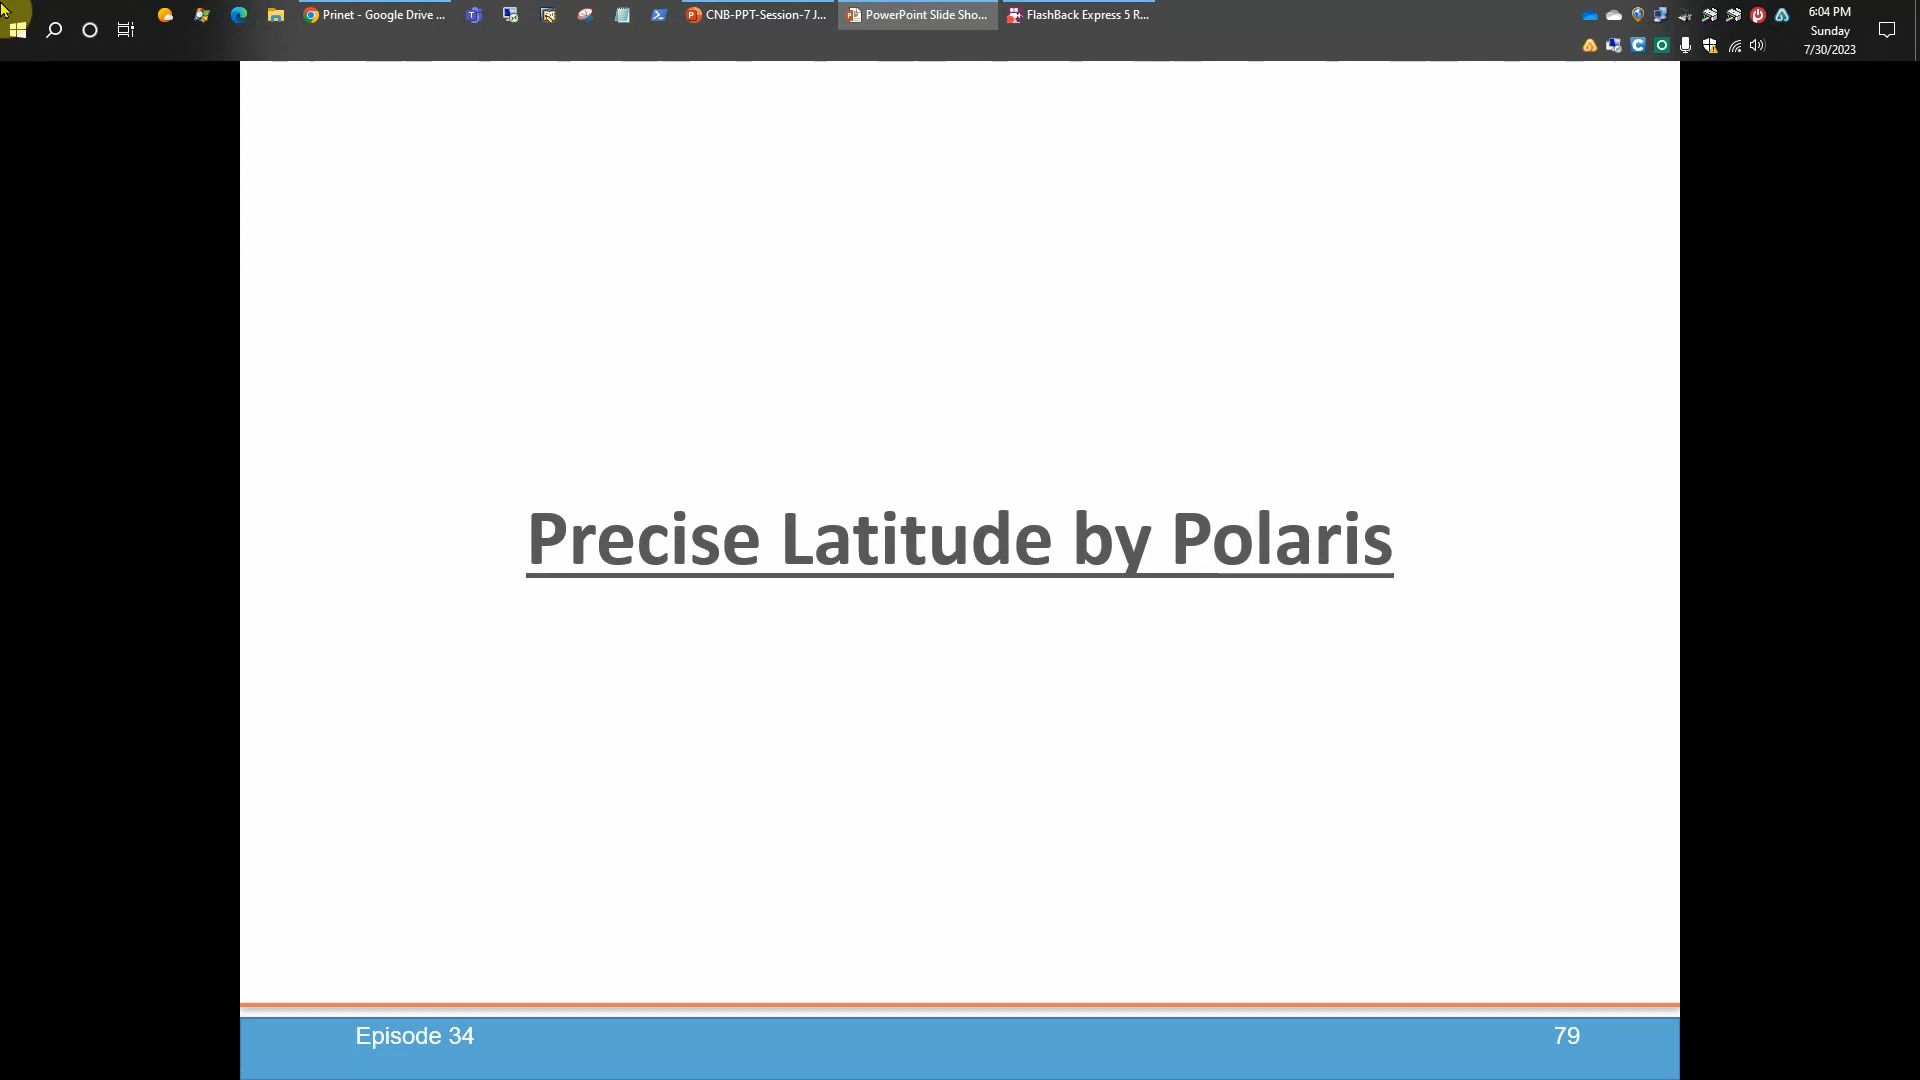 Prinet - Google Drive ...
CNB-PPT-Session-7 J...
PowerPoint Slide Sho...
FlashBack Express 5 R...
6:04 PM
Sunday
7/30/2023
Precise Latitude by Polaris
Episode 34
79